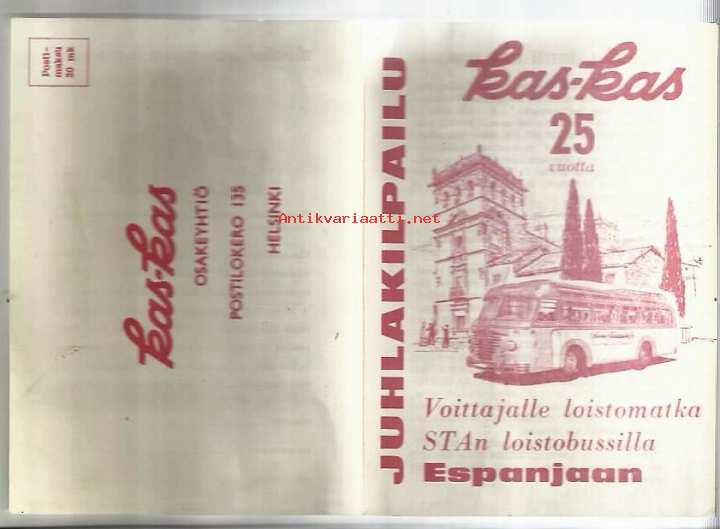 Posti-
maksu
20 mk
kas-kas
OSAKEYHTIÖ
POSTILOKERO 135
HELSINKI
Antikvariaatti.net
JUHLAKILPAILU
kas-kas
25
vuotta
Voittajalle loistomatka
STAn loistobussilla
Espanjaan